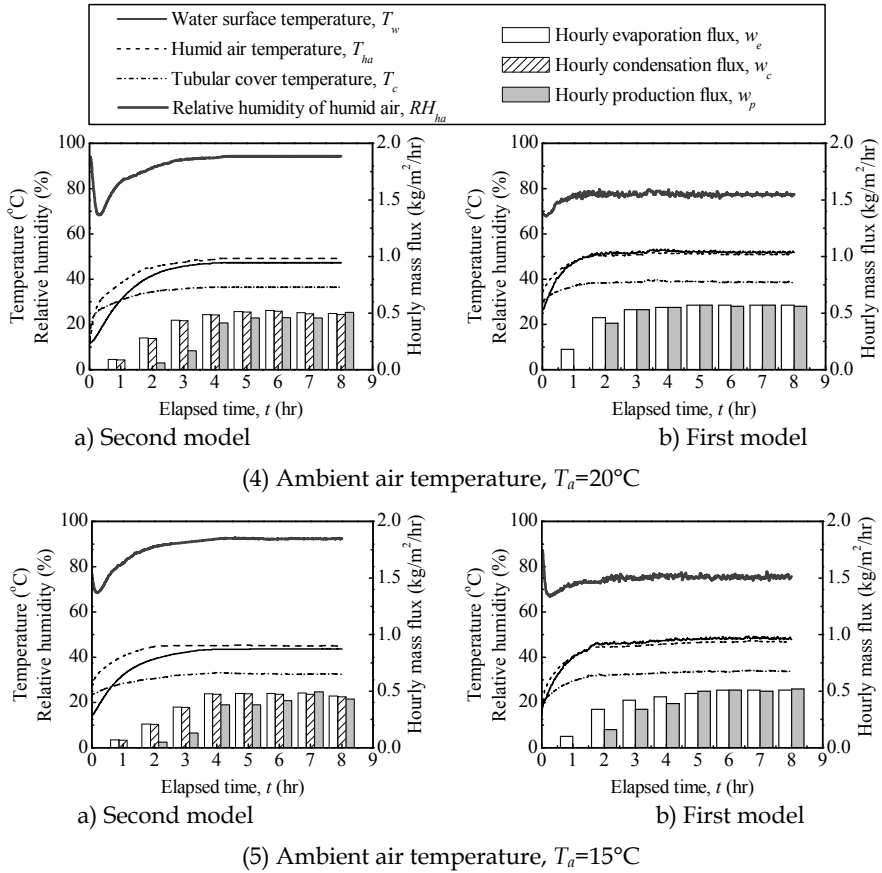 Water surface temperature, Tw
Humid air temperature, Tha
Tubular cover temperature, Tc
Relative humidity of humid air, RHha
Hourly evaporation flux, we
Hourly condensation flux, wc
Hourly production flux, wp
100
80
60
40
20
0
Temperature (°C)
Relative humidity (%)
2.0
1.5
1.0
0.5
0.0
Hourly mass flux (kg/m²/hr)
0 1 2 3 4 5 6 7 8 9
Elapsed time, t (hr)
a) Second model
100
80
60
40
20
0
Temperature (°C)
Relative humidity (%)
2.0
1.5
1.0
0.5
0.0
Hourly mass flux (kg/m²/hr)
0 1 2 3 4 5 6 7 8 9
Elapsed time, t (hr)
b) First model
(4) Ambient air temperature, Ta=20°C
100
80
60
40
20
0
Temperature (°C)
Relative humidity (%)
2.0
1.5
1.0
0.5
0.0
Hourly mass flux (kg/m²/hr)
0 1 2 3 4 5 6 7 8 9
Elapsed time, t (hr)
a) Second model
100
80
60
40
20
0
Temperature (°C)
Relative humidity (%)
2.0
1.5
1.0
0.5
0.0
Hourly mass flux (kg/m²/hr)
0 1 2 3 4 5 6 7 8 9
Elapsed time, t (hr)
b) First model
(5) Ambient air temperature, Ta=15°C